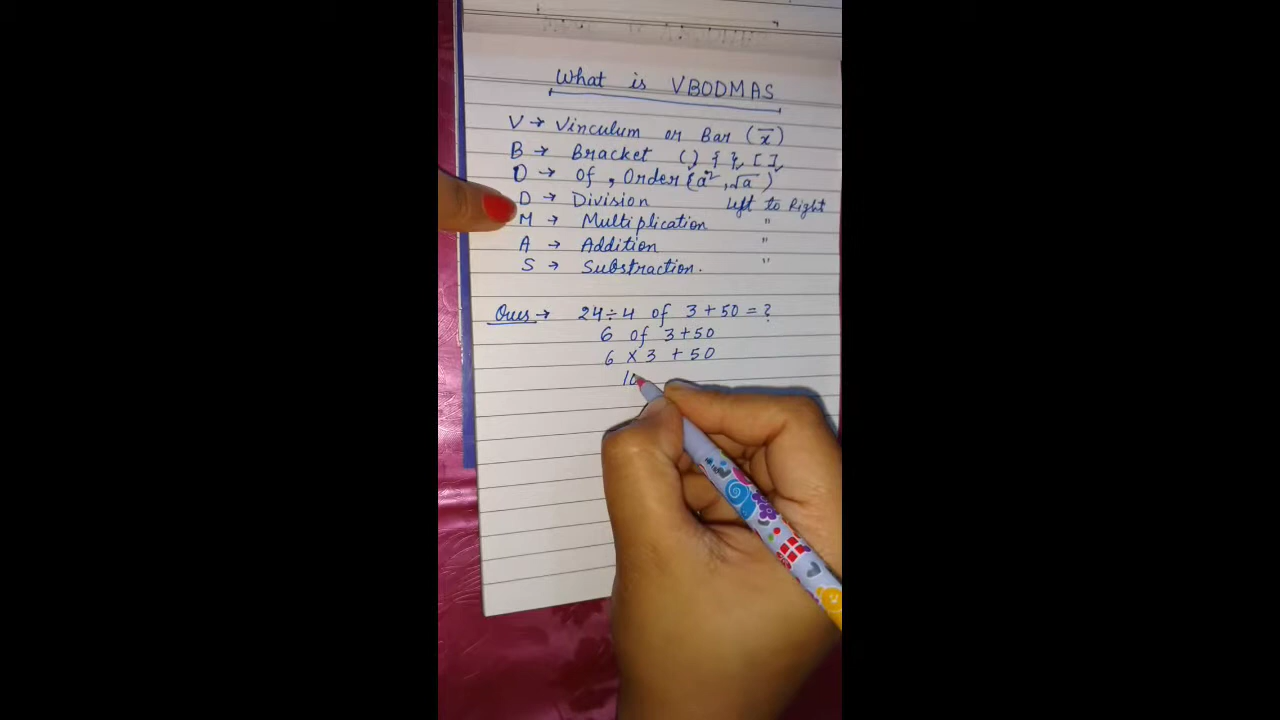 What is VBODMAS
V → Vinculum or Bar (x̅)
B → Bracket ( ), { }, [ ],
O → Of, Order (a², √a)
D → Division Left to Right
M → Multiplication "
A → Addition "
S → Substraction. "
Ques → 24÷4 of 3+50=?
6 of 3+50
6 × 3 + 50